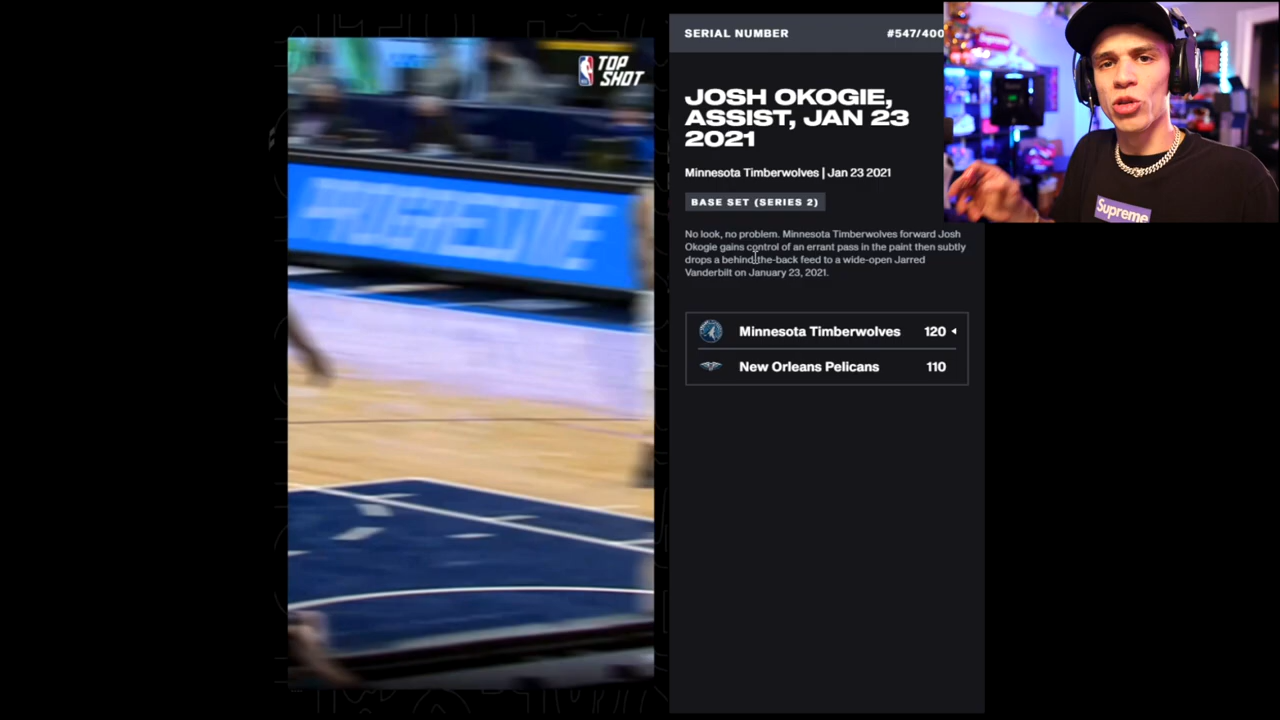 TOP
SHOT
PROGRESSIVE
SERIAL NUMBER #547/400
JOSH OKOGIE,
ASSIST, JAN 23
2021
Minnesota Timberwolves | Jan 23 2021
BASE SET (SERIES 2)
No look, no problem. Minnesota Timberwolves forward Josh
Okogie gains control of an errant pass in the paint then subtly
drops a behind-the-back feed to a wide-open Jarred
Vanderbilt on January 23, 2021.
Minnesota Timberwolves 120
New Orleans Pelicans 110
Supreme